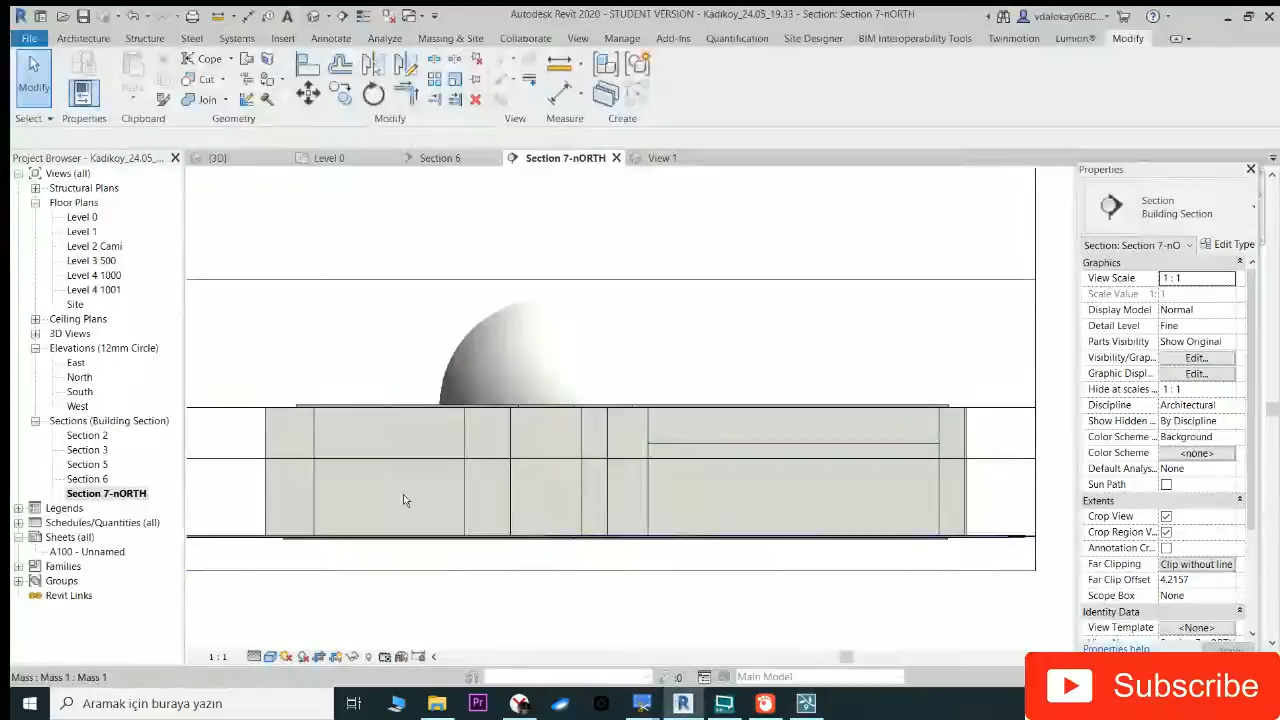 Autodesk Revit 2020 - STUDENT VERSION - Kadikoy_24.05_19.33 - Section: Section 7-nORTH
vdalokay06BC...
File Architecture Structure Steel Systems Insert Annotate Analyze Massing & Site Collaborate View Manage Add-Ins Quantification Site Designer BIM Interoperability Tools Twinmotion Lumion® Modify
Modify
Paste
Cope
Cut
Join
Select Properties Clipboard Geometry Modify View Measure Create
Project Browser - Kadikoy_24.05_...
{3D}
Level 0
Section 6
Section 7-nORTH
View 1
Views (all)
Structural Plans
Floor Plans
Level 0
Level 1
Level 2 Cami
Level 3 500
Level 4 1000
Level 4 1001
Site
Ceiling Plans
3D Views
Elevations (12mm Circle)
East
North
South
West
Sections (Building Section)
Section 2
Section 3
Section 5
Section 6
Section 7-nORTH
Legends
Schedules/Quantities (all)
Sheets (all)
A100 - Unnamed
Families
Groups
Revit Links
Properties
Section
Building Section
Section: Section 7-nO
Edit Type
Graphics
View Scale 1 : 1
Scale Value 1: 1
Display Model Normal
Detail Level Fine
Parts Visibility Show Original
Visibility/Grap... Edit...
Graphic Displ... Edit...
Hide at scales ... 1 : 1
Discipline Architectural
Show Hidden ... By Discipline
Color Scheme ... Background
Color Scheme <none>
Default Analys... None
Sun Path
Extents
Crop View
Crop Region V...
Annotation Cr...
Far Clipping Clip without line
Far Clip Offset 4.2157
Scope Box None
Identity Data
View Template <None>
Properties help
Apply
1 : 1
Mass : Mass 1 : Mass 1
:0
Main Model
Aramak için buraya yazın
Subscribe